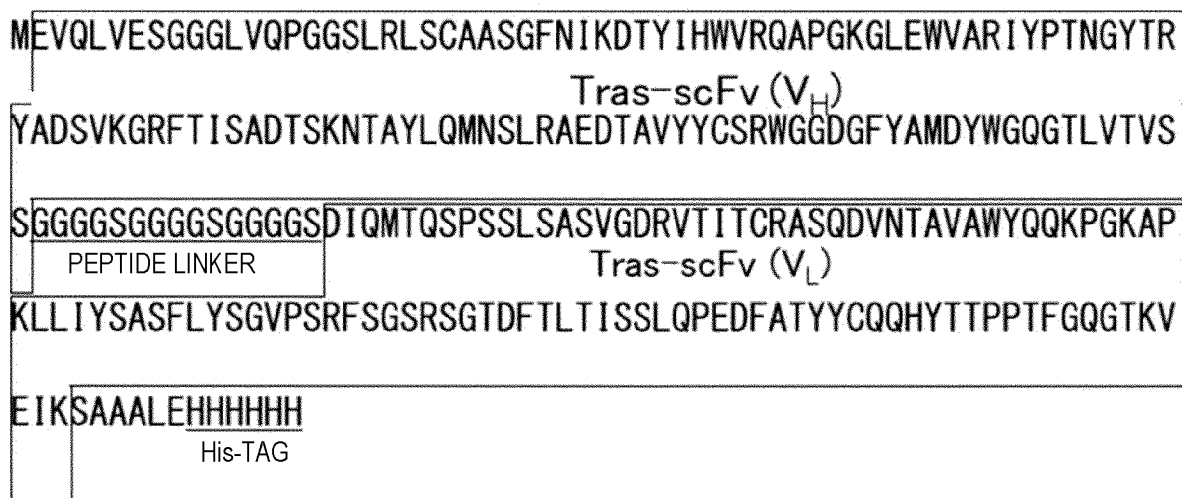 MEVQLVESGGGLVQPGGSLRLSCAASGFNIKDTYIHWVRQAPGKGLEWVARIYPTNGYTR
Tras-scFv (VH)
YADSVKGRFTISADTSKNTAYLQMNSLRAEDTAVYYCSRWGGDGFYAMDYWGQGTLVTVS
SGGGGSGGGGSGGGGSDIQMTQSPSSLSASVGDRVTITCRASQDVNTAVAWYQQKPGKAP
PEPTIDE LINKER
Tras-scFv (VL)
KLLIYSASFLYSGVPSRFSGSRSGTDFTLTISSLQPEDFATYYCQQHYTTPPTFGQGTKV
EIKSAAALEHHHHHH
His-TAG